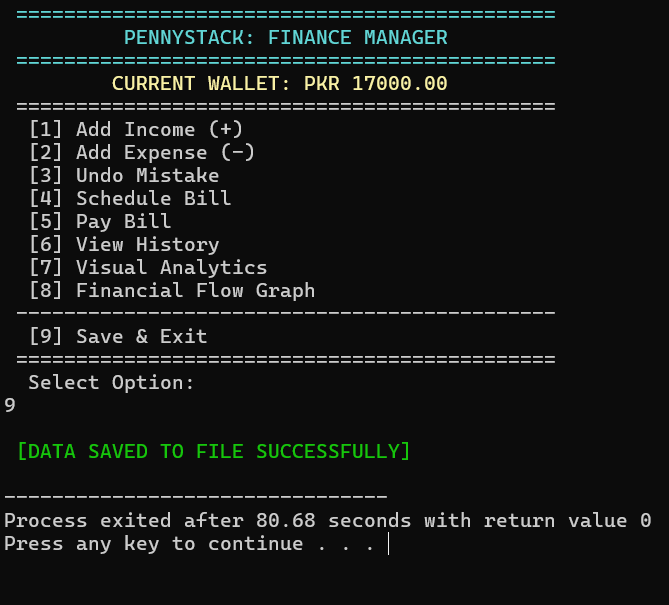 =============================================
PENNYSTACK: FINANCE MANAGER
=============================================
CURRENT WALLET: PKR 17000.00
=============================================
[1] Add Income (+)
[2] Add Expense (-)
[3] Undo Mistake
[4] Schedule Bill
[5] Pay Bill
[6] View History
[7] Visual Analytics
[8] Financial Flow Graph
---------------------------------------------
[9] Save & Exit
=============================================
Select Option:
9
[DATA SAVED TO FILE SUCCESSFULLY]
--------------------------------
Process exited after 80.68 seconds with return value 0
Press any key to continue . . .